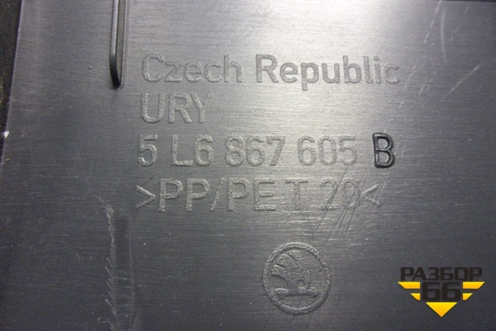 Czech Republic
URY
5 L6 867 605 B
>PP/PE T 20<
РАЗБОР
66